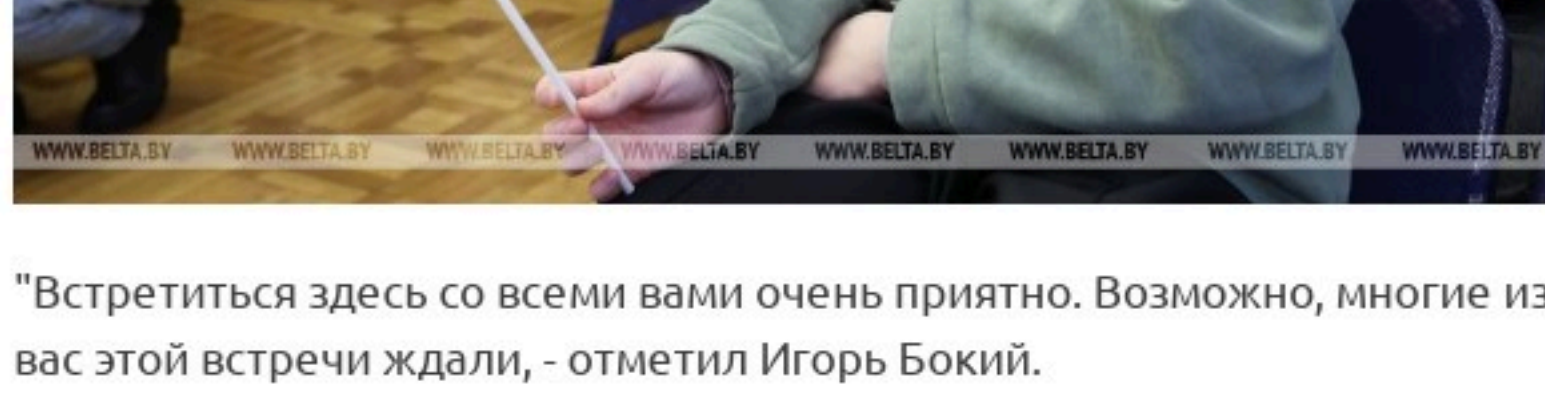 WWW.BELTA.BY WWW.BELTA.BY WWW.BELTA.BY WWW.BELTA.BY WWW.BELTA.BY WWW.BELTA.BY WWW.BELTA.BY WWW.BELTA.BY
"Встретиться здесь со всеми вами очень приятно. Возможно, многие из
вас этой встречи ждали, - отметил Игорь Бокий.